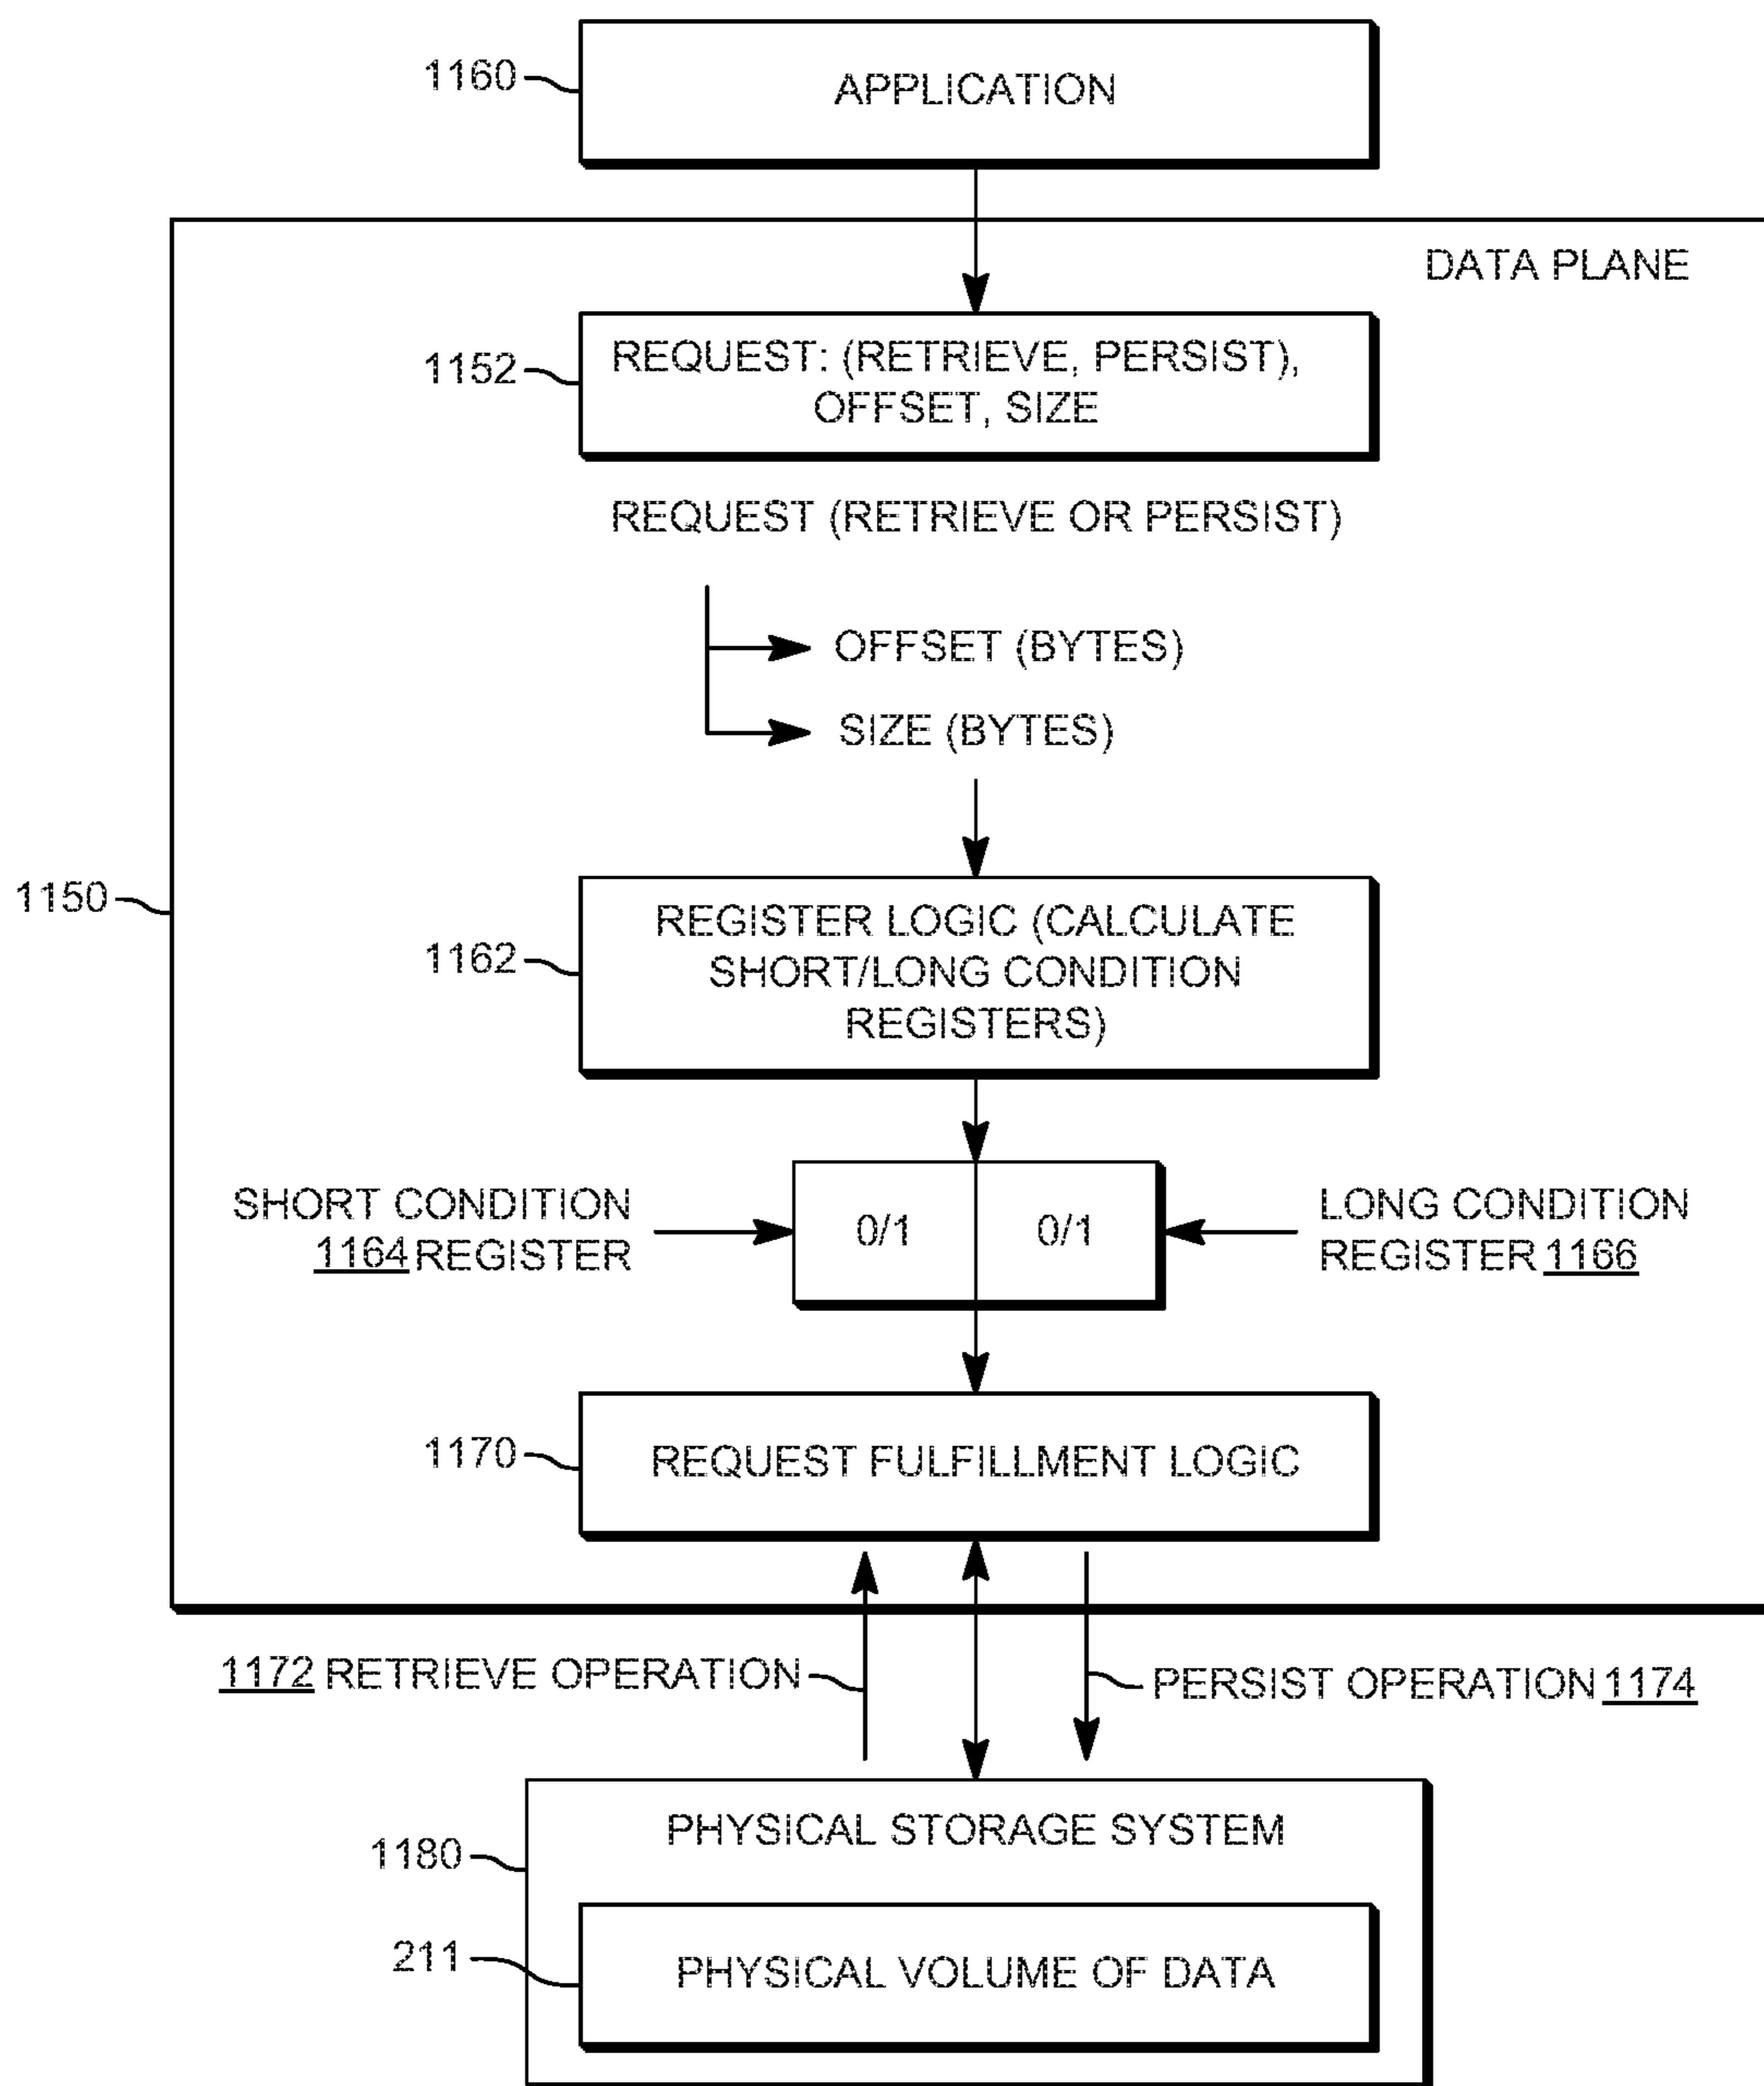 1160
APPLICATION
DATA PLANE
1152
REQUEST: (RETRIEVE, PERSIST),
OFFSET, SIZE
REQUEST (RETRIEVE OR PERSIST)
OFFSET (BYTES)
SIZE (BYTES)
1150
1162
REGISTER LOGIC (CALCULATE
SHORT/LONG CONDITION
REGISTERS)
SHORT CONDITION
1164 REGISTER
0/1
0/1
LONG CONDITION
REGISTER 1166
1170
REQUEST FULFILLMENT LOGIC
1172 RETRIEVE OPERATION
PERSIST OPERATION 1174
PHYSICAL STORAGE SYSTEM
1180
211
PHYSICAL VOLUME OF DATA